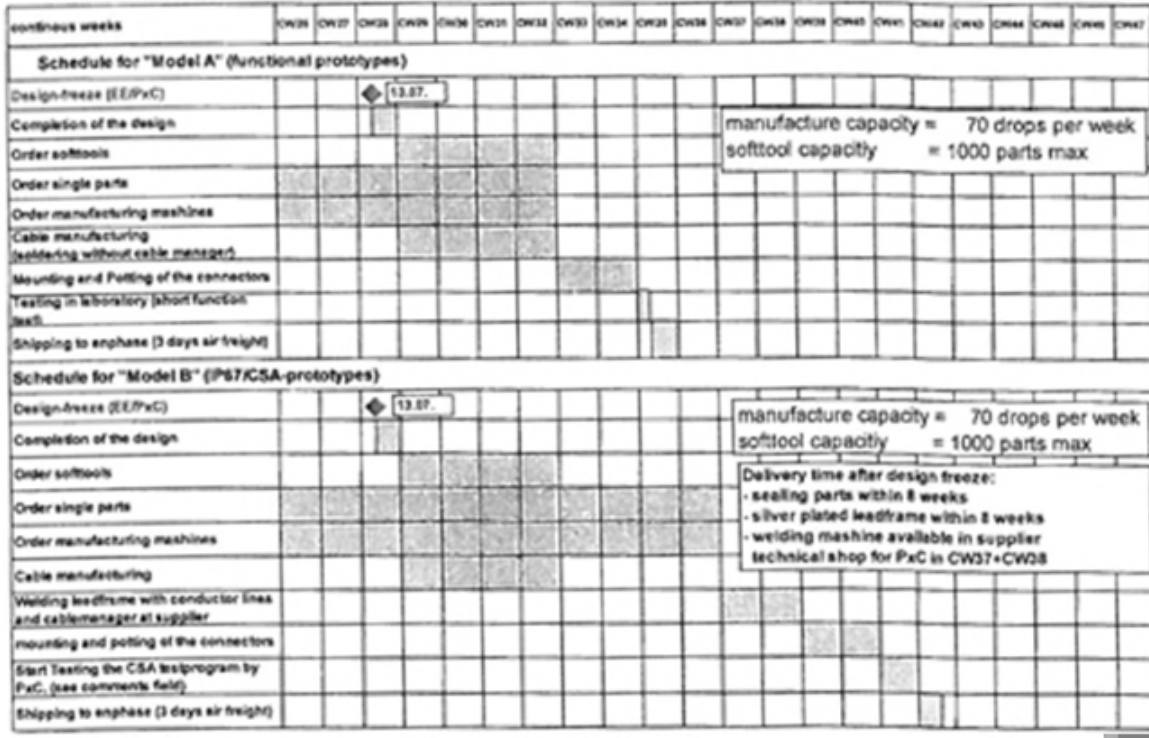 continous weeks CW26 CW27 CW28 CW29 CW30 CW31 CW32 CW33 CW34 CW35 CW36 CW37 CW38 CW39 CW40 CW41 CW42 CW43 CW44 CW45 CW46 CW47
Schedule for "Model A" (functional prototypes)
Design-freeze (EE/PxC) 13.07.
Completion of the design
manufacture capacity = 70 drops per week
softtool capacitiy = 1000 parts max
Order softtools
Order single parts
Order manufacturing mashines
Cable manufacturing
(soldering without cable manager)
Mounting and Potting of the connectors
Testing in laboratory (short function
test)
Shipping to enphase (3 days air freight)
Schedule for "Model B" (IP67/CSA-prototypes)
Design-freeze (EE/PxC) 13.07.
Completion of the design
manufacture capacity = 70 drops per week
softtool capacitiy = 1000 parts max
Order softtools
Order single parts
Order manufacturing mashines
Delivery time after design freeze:
- sealing parts within 8 weeks
- silver plated leadframe within 8 weeks
- welding mashine available in supplier
technical shop for PxC in CW37+CW38
Cable manufacturing
Welding leadframe with conductor lines
and cablemanager at supplier
mounting and potting of the connectors
Start Testing the CSA testprogram by
PxC. (see comments field)
Shipping to enphase (3 days air freight)